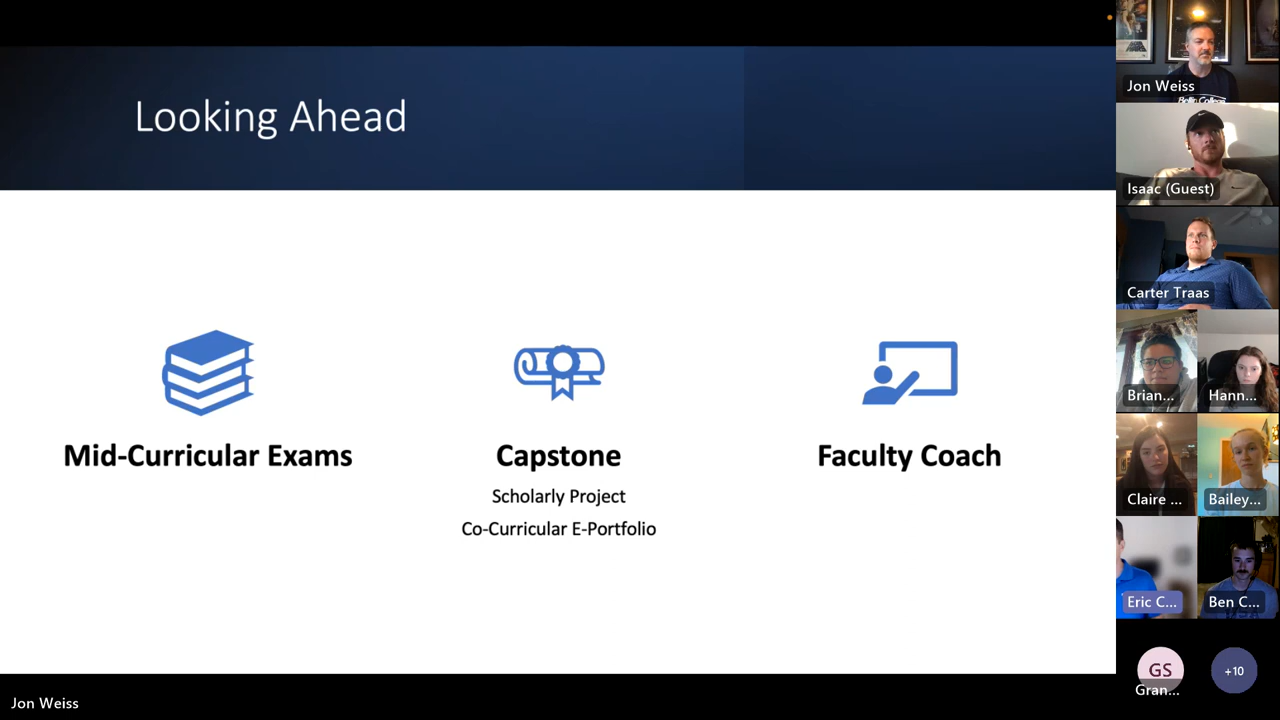 Looking Ahead
Mid-Curricular Exams
Capstone
Scholarly Project
Co-Curricular E-Portfolio
Faculty Coach
Jon Weiss
Jon Weiss
Isaac (Guest)
Carter Traas
Brian...
Hann...
Claire ...
Bailey...
Eric C...
Ben C...
GS
Gran...
+10